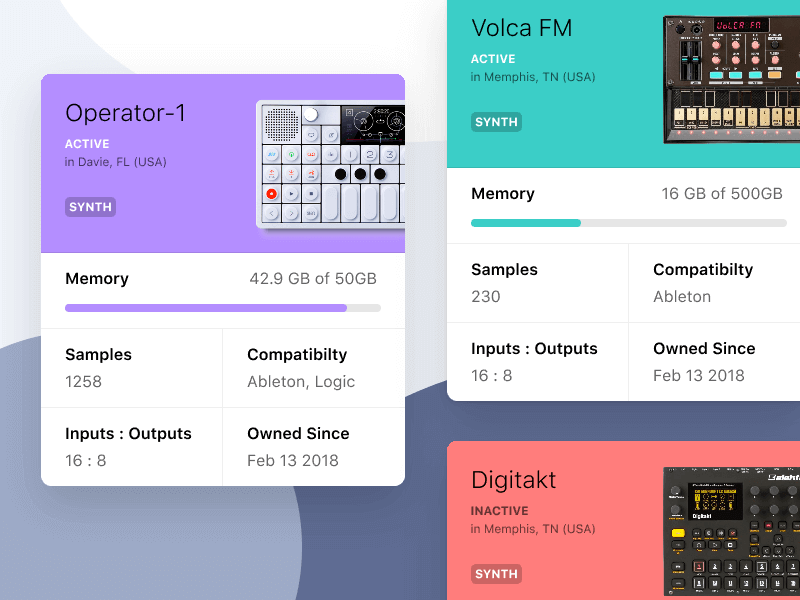 Operator-1
ACTIVE
in Davie, FL (USA)
SYNTH
Memory
42.9 GB of 50GB
Samples
1258
Compatibilty
Ableton, Logic
Inputs : Outputs
16 : 8
Owned Since
Feb 13 2018
Volca FM
ACTIVE
in Memphis, TN (USA)
SYNTH
VOLCA FM
Memory
16 GB of 500GB
Samples
230
Compatibilty
Ableton
Inputs : Outputs
16 : 8
Owned Since
Feb 13 2018
Digitakt
INACTIVE
in Memphis, TN (USA)
SYNTH
Digitakt